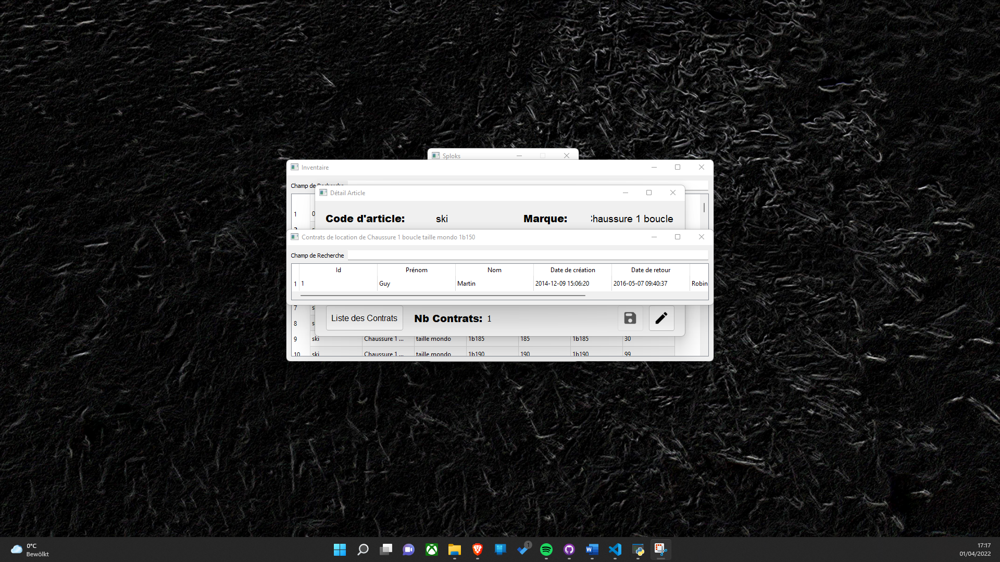 Sploks
Inventaire
Champ de
Détail Article
1
Code d'article: ski Marque: Chaussure 1 boucle
Contrats de location de Chaussure 1 boucle taille mondo 1b150
Champ de Recherche
Id Prénom Nom Date de création Date de retour
1 1 Guy Martin 2014-12-09 15:06:20 2016-05-07 09:40:37 Robin
7
Liste des Contrats Nb Contrats: 1
8
9 ski Chaussure 1 ... taille mondo 1b185 185 1b185 30
10 ski Chaussure 1 ... taille mondo 1b190 190 1b190 99
0°C
Bewölkt
1
17:17
01/04/2022